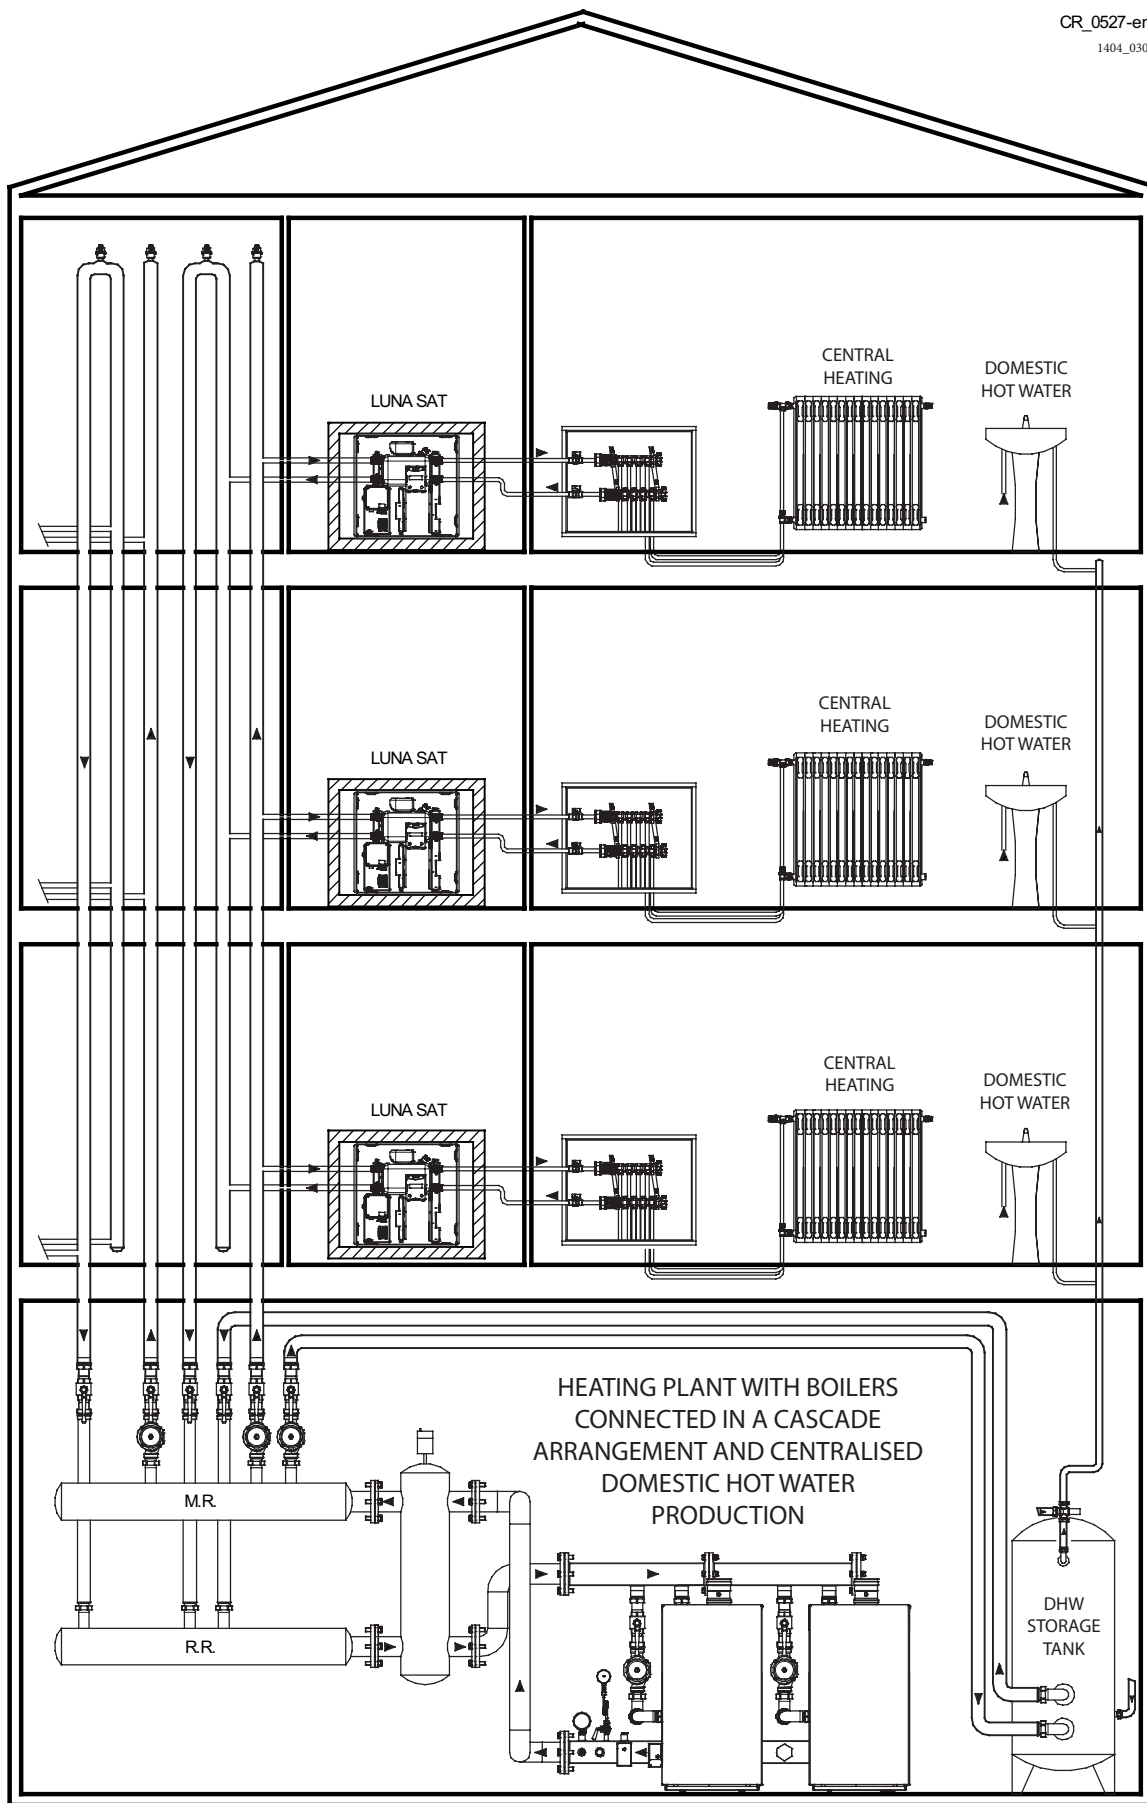 CR_0527-en
1404_030
CENTRAL
HEATING
DOMESTIC
HOT WATER
LUNA SAT
CENTRAL
HEATING
DOMESTIC
HOT WATER
LUNA SAT
CENTRAL
HEATING
DOMESTIC
HOT WATER
LUNA SAT
HEATING PLANT WITH BOILERS
CONNECTED IN A CASCADE
ARRANGEMENT AND CENTRALISED
DOMESTIC HOT WATER
PRODUCTION
M.R.
R.R.
DHW
STORAGE
TANK